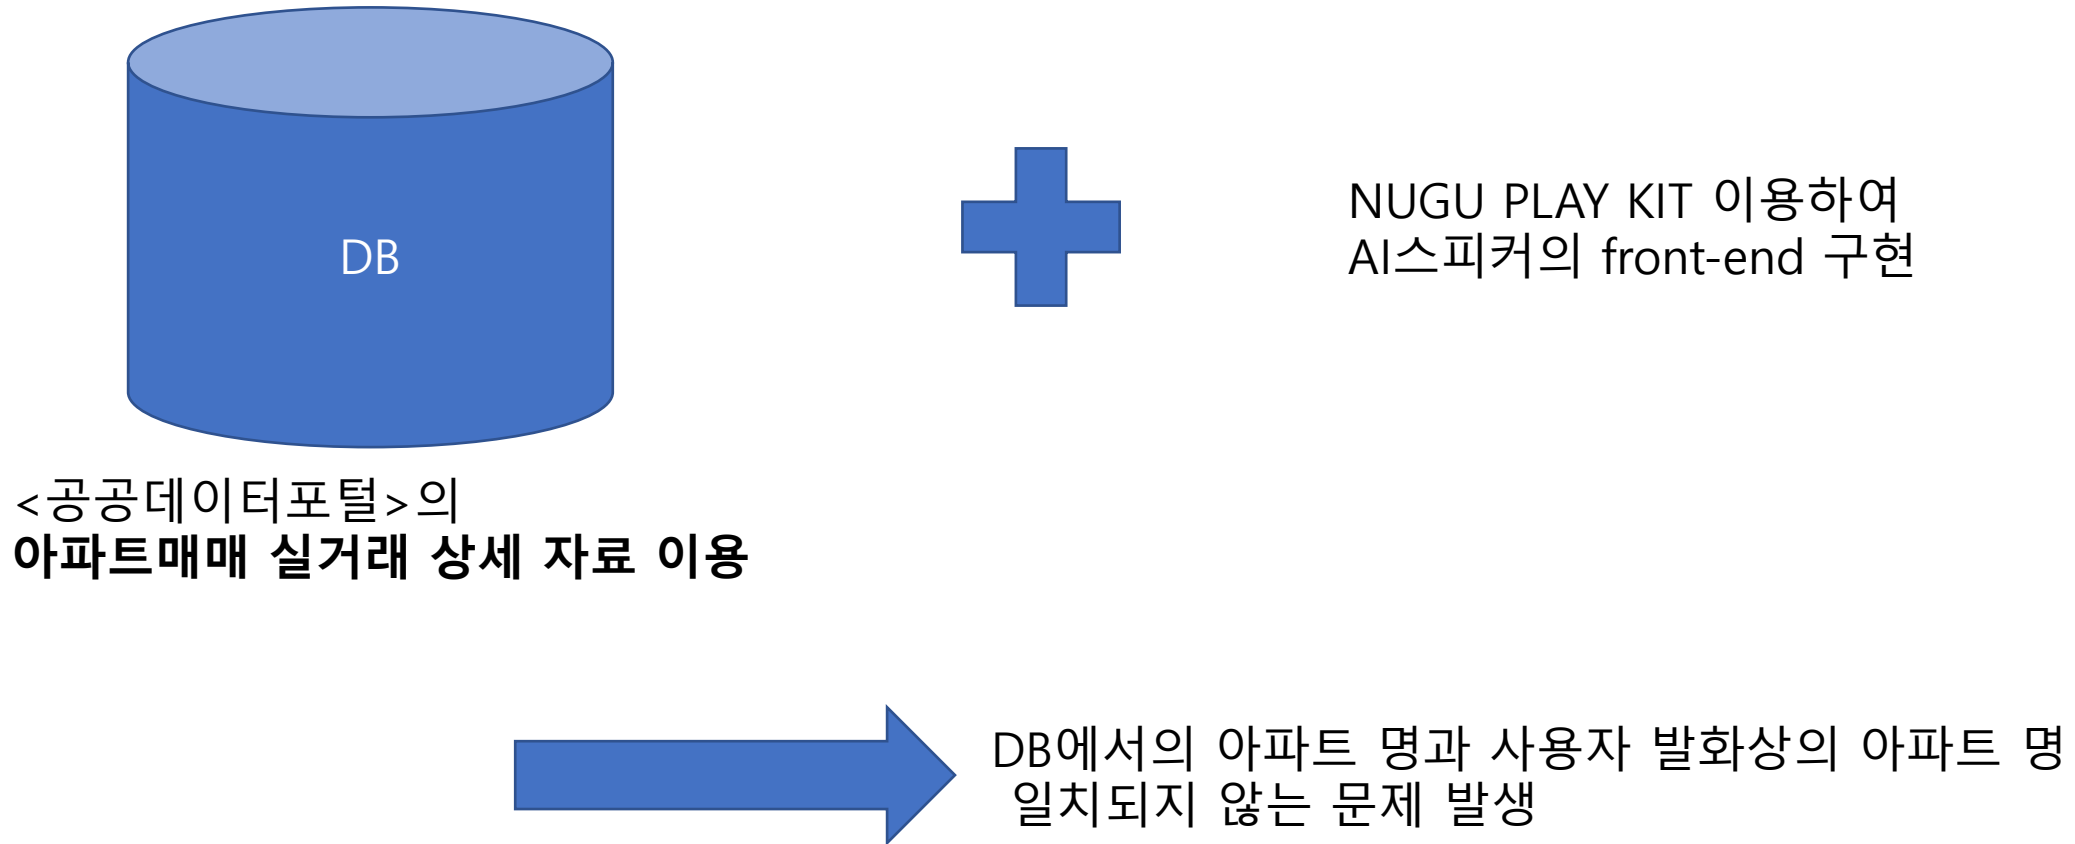 DB
NUGU PLAY KIT 이용하여
AI스피커의 front-end 구현
<공공데이터포털>의
아파트매매 실거래 상세 자료 이용
DB에서의 아파트 명과 사용자 발화상의 아파트 명
일치되지 않는 문제 발생